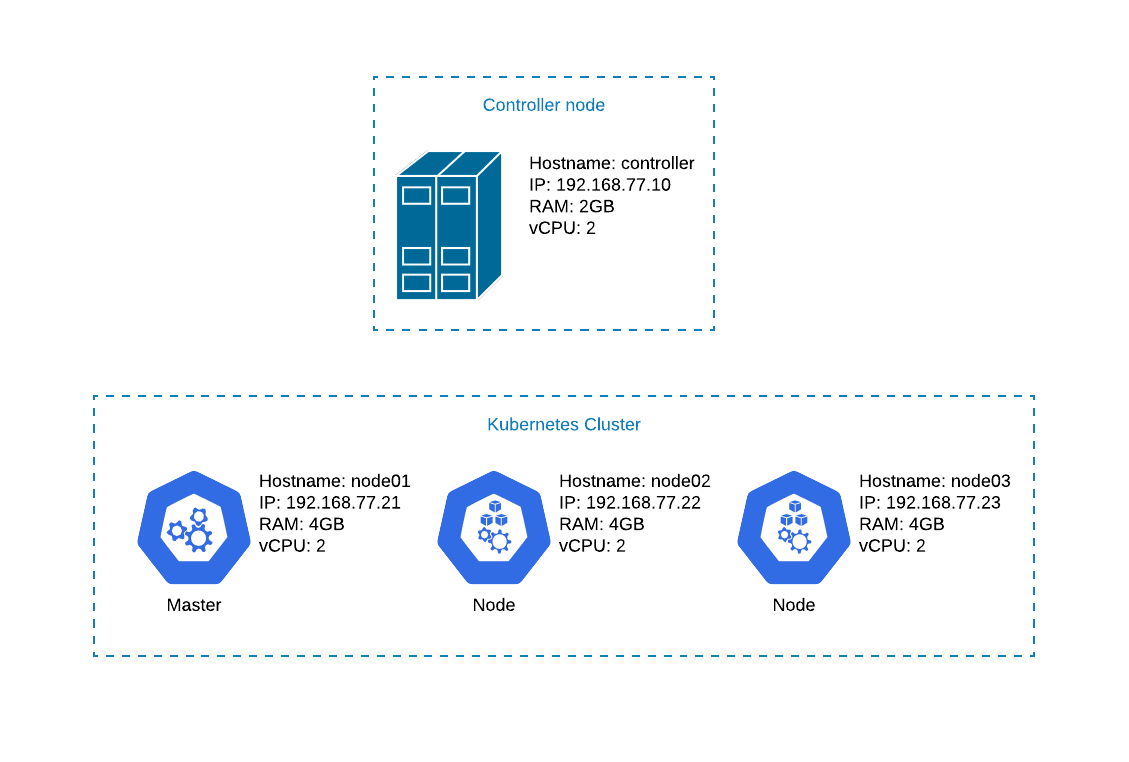 Controller node
Hostname: controller
IP: 192.168.77.10
RAM: 2GB
vCPU: 2
Kubernetes Cluster
Hostname: node01
IP: 192.168.77.21
RAM: 4GB
vCPU: 2
Master
Hostname: node02
IP: 192.168.77.22
RAM: 4GB
vCPU: 2
Node
Hostname: node03
IP: 192.168.77.23
RAM: 4GB
vCPU: 2
Node